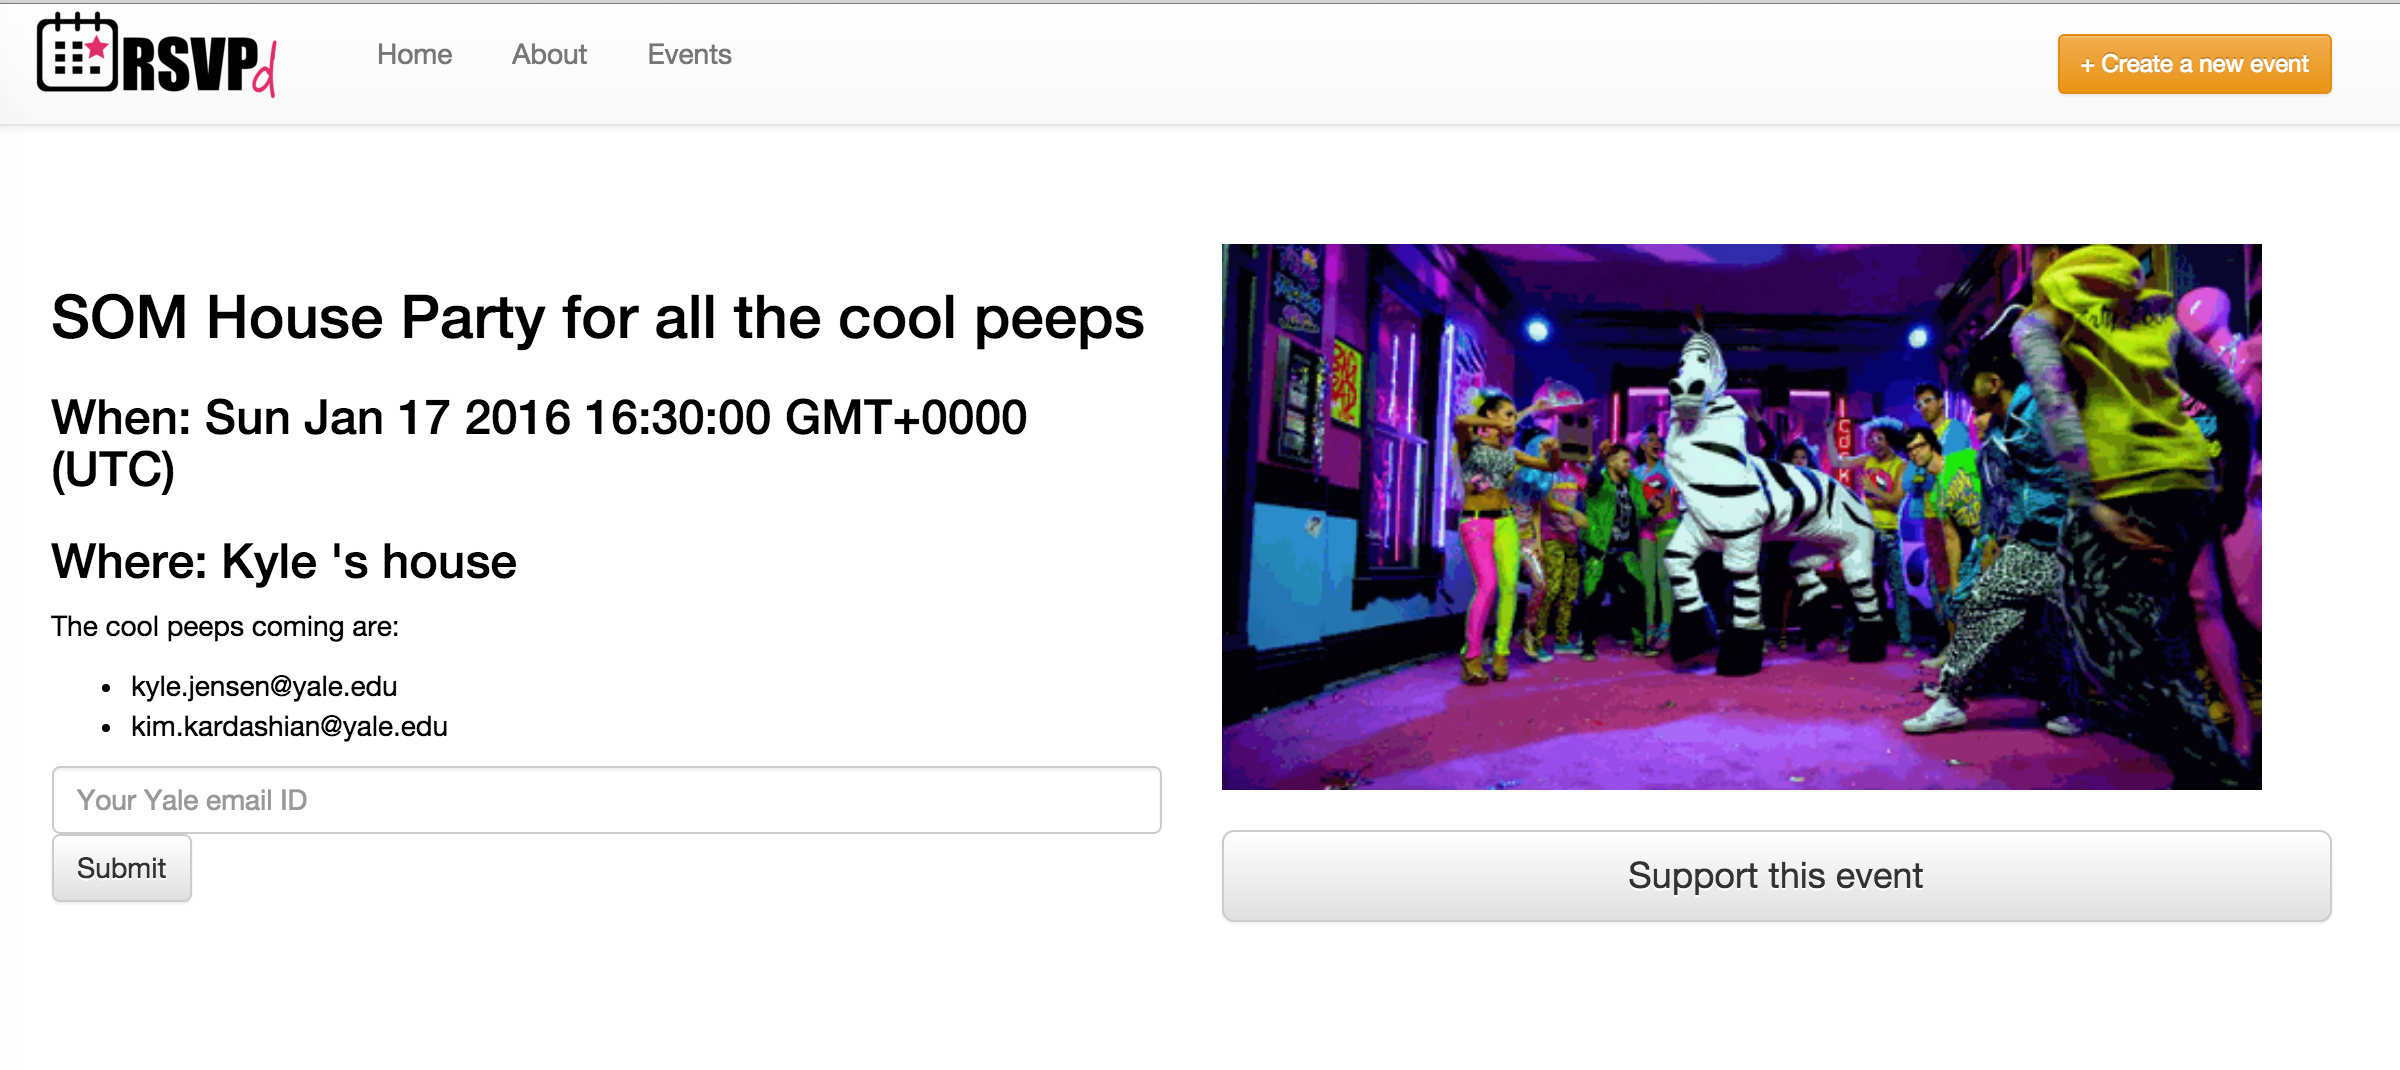 RSVPd
Home
About
Events
+ Create a new event
SOM House Party for all the cool peeps
When: Sun Jan 17 2016 16:30:00 GMT+0000
(UTC)
Where: Kyle 's house
The cool peeps coming are:
• kyle.jensen@yale.edu
• kim.kardashian@yale.edu
Your Yale email ID
Submit
Support this event